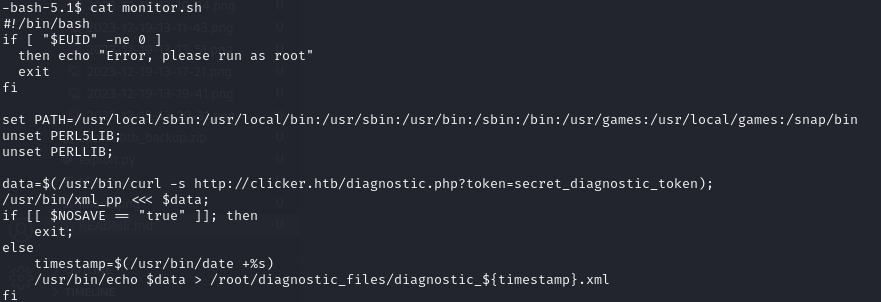 -bash-5.1$ cat monitor.sh
#!/bin/bash
if [ "$EUID" -ne 0 ]
  then echo "Error, please run as root"
  exit
fi

set PATH=/usr/local/sbin:/usr/local/bin:/usr/sbin:/usr/bin:/sbin:/bin:/usr/games:/usr/local/games:/snap/bin
unset PERL5LIB;
unset PERLLIB;

data=$(/usr/bin/curl -s http://clicker.htb/diagnostic.php?token=secret_diagnostic_token);
/usr/bin/xml_pp <<< $data;
if [[ $NOSAVE == "true" ]]; then
    exit;
else
    timestamp=$(/usr/bin/date +%s)
    /usr/bin/echo $data > /root/diagnostic_files/diagnostic_${timestamp}.xml
fi